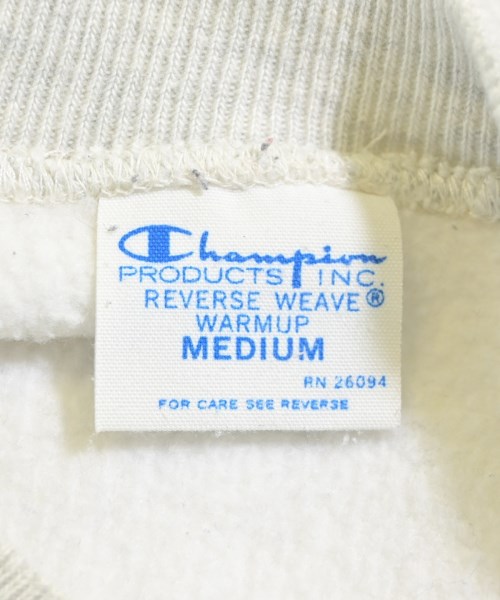 Champion
PRODUCTS INC.
REVERSE WEAVE®
WARMUP
MEDIUM
RN 26094
FOR CARE SEE REVERSE